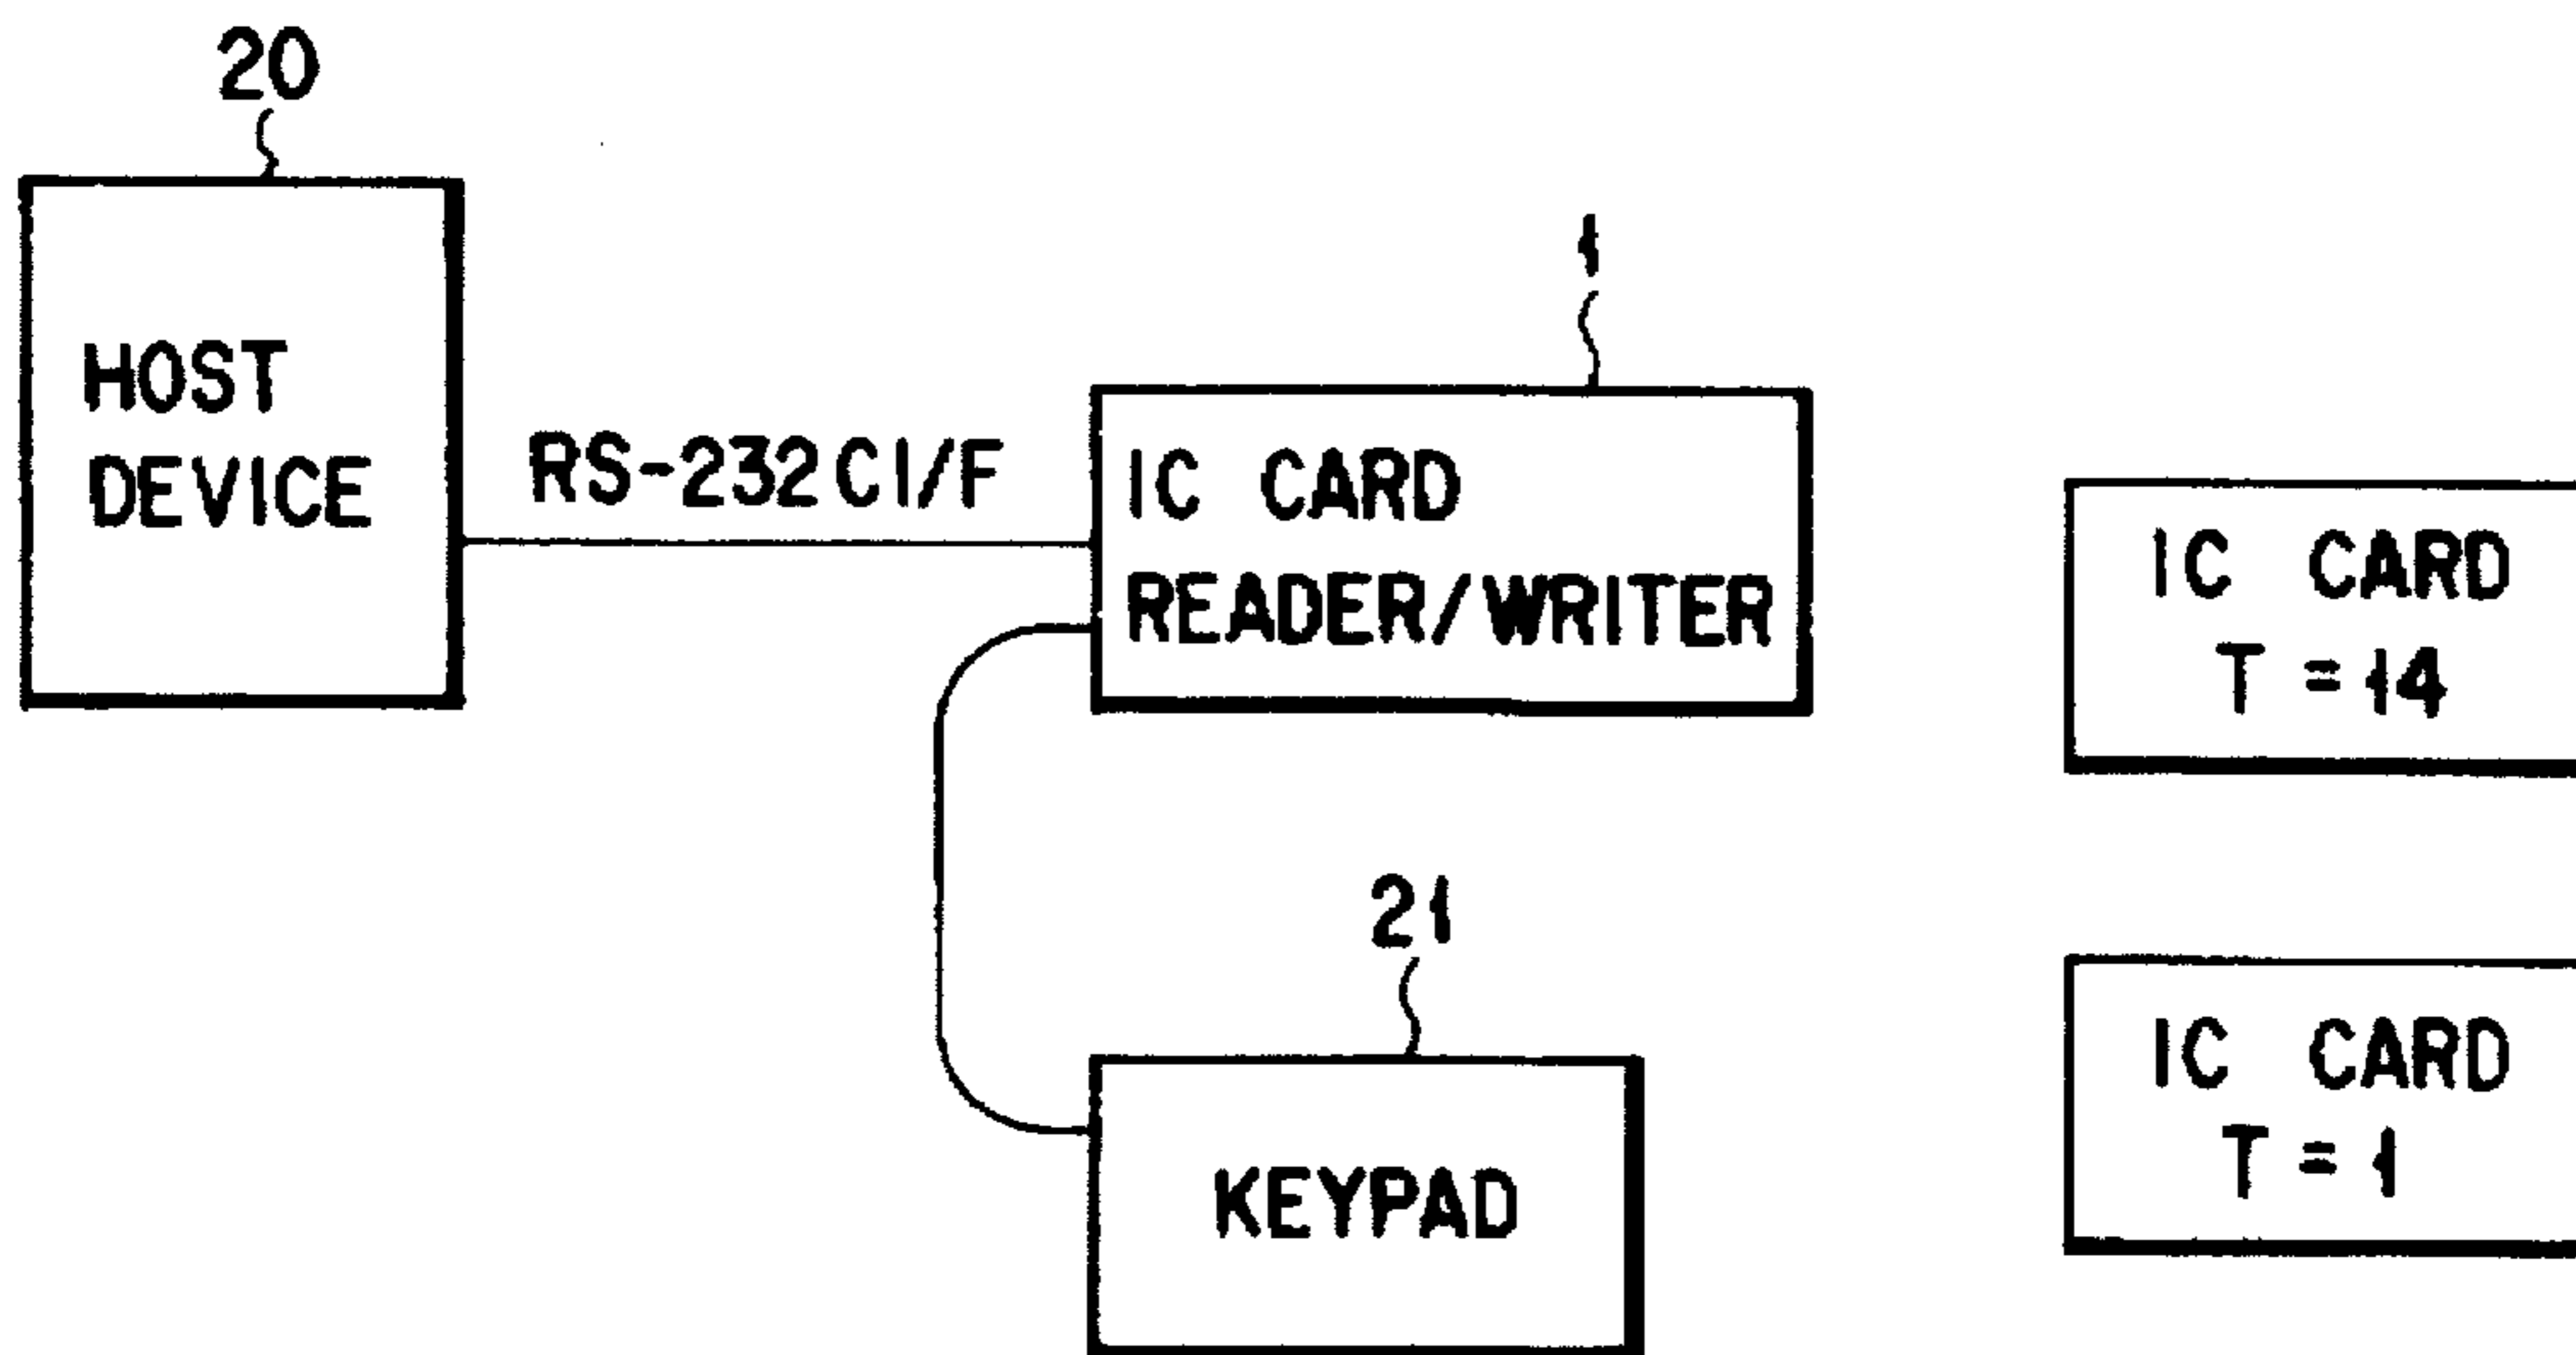 20
HOST
DEVICE
RS-232C I/F
1
IC CARD
READER/WRITER
IC CARD
T = 14
21
KEYPAD
IC CARD
T = 1